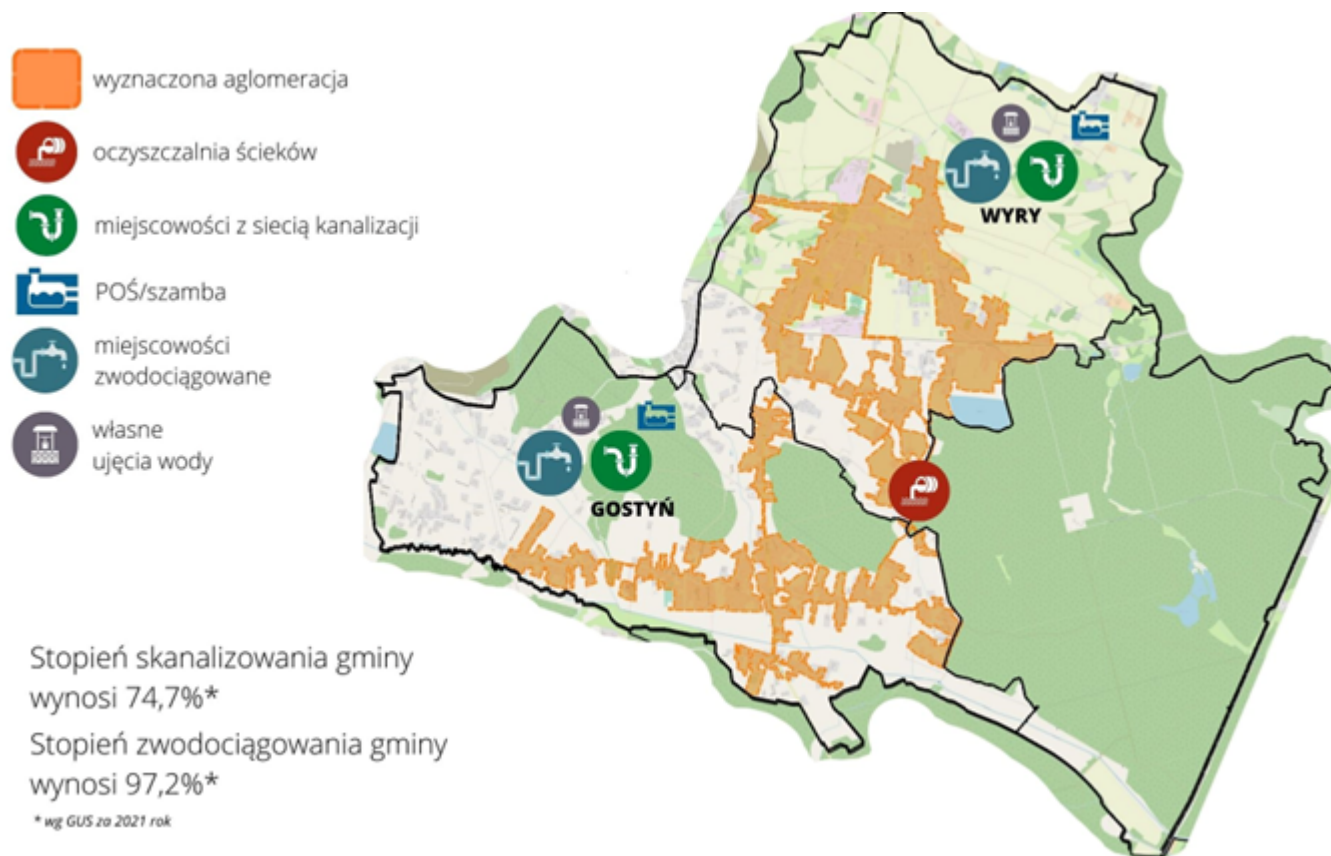 wyznaczona aglomeracja
oczyszczalnia ścieków
miejscowości z siecią kanalizacji
POŚ/szamba
miejscowości
zwodociągowane
własne
ujęcia wody
WYRY
GOSTYŃ
Stopień skanalizowania gminy
wynosi 74,7%*
Stopień zwodociągowania gminy
wynosi 97,2%*
* wg GUS za 2021 rok